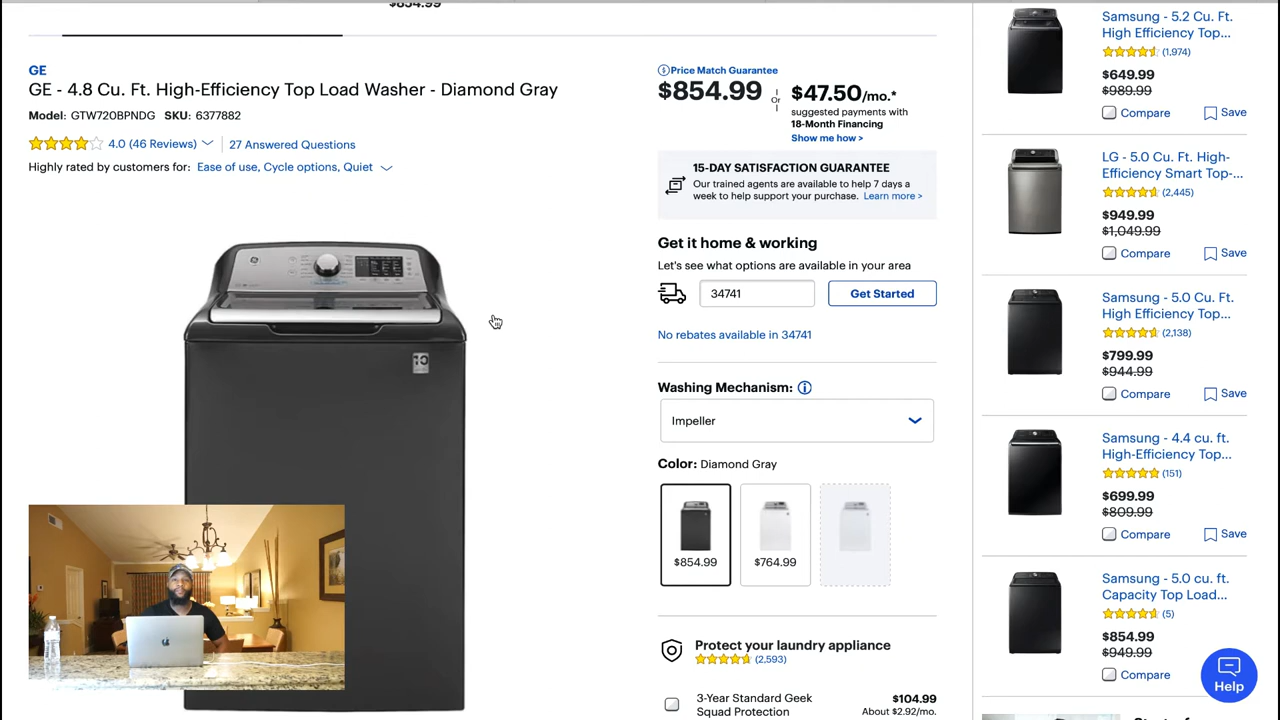 $854.99
GE
GE - 4.8 Cu. Ft. High-Efficiency Top Load Washer - Diamond Gray
Model: GTW720BPNDG SKU: 6377882
4.0 (46 Reviews)
27 Answered Questions
Highly rated by customers for: Ease of use, Cycle options, Quiet
Price Match Guarantee
$854.99
Or
$47.50/mo.*
suggested payments with
18-Month Financing
Show me how >
15-DAY SATISFACTION GUARANTEE
Our trained agents are available to help 7 days a
week to help support your purchase. Learn more >
Get it home & working
Let's see what options are available in your area
34741
Get Started
No rebates available in 34741
Washing Mechanism:
Impeller
Color: Diamond Gray
$854.99
$764.99
Protect your laundry appliance
(2,593)
3-Year Standard Geek
Squad Protection
$104.99
About $2.92/mo.
Samsung - 5.2 Cu. Ft.
High Efficiency Top...
(1,974)
$649.99
$989.99
Compare
Save
LG - 5.0 Cu. Ft. High-
Efficiency Smart Top-...
(2,445)
$949.99
$1,049.99
Compare
Save
Samsung - 5.0 Cu. Ft.
High Efficiency Top...
(2,138)
$799.99
$944.99
Compare
Save
Samsung - 4.4 cu. ft.
High-Efficiency Top...
(151)
$699.99
$809.99
Compare
Save
Samsung - 5.0 cu. ft.
Capacity Top Load...
(5)
$854.99
$949.99
Compare
Help